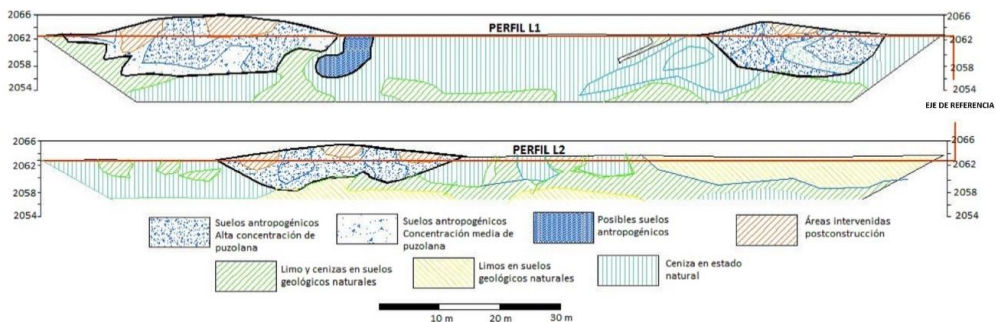 2066
2062
2058
2054
PERFIL L1
2066
2062
2058
2054
EJE DE REFERENCIA
2066
2062
2058
2054
PERFIL L2
2066
2062
2058
2054
Suelos antropogénicos
Alta concentración de
puzolana
Suelos antropogénicos
Concentración media de
puzolana
Posibles suelos
antropogénicos
Áreas intervenidas
postconstrucción
Limo y cenizas en suelos
geológicos naturales
Limos en suelos
geológicos naturales
Ceniza en estado
natural
10 m 20 m 30 m